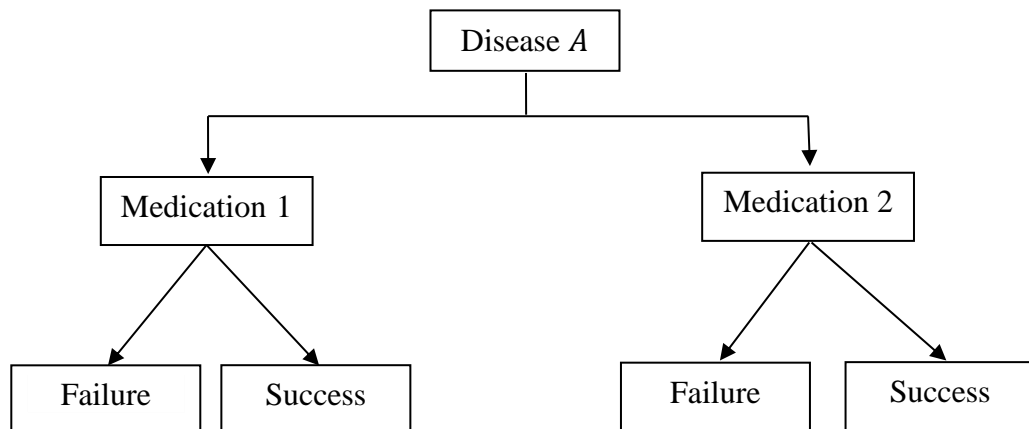 Disease A
Medication 1
Medication 2
Failure
Success
Failure
Success